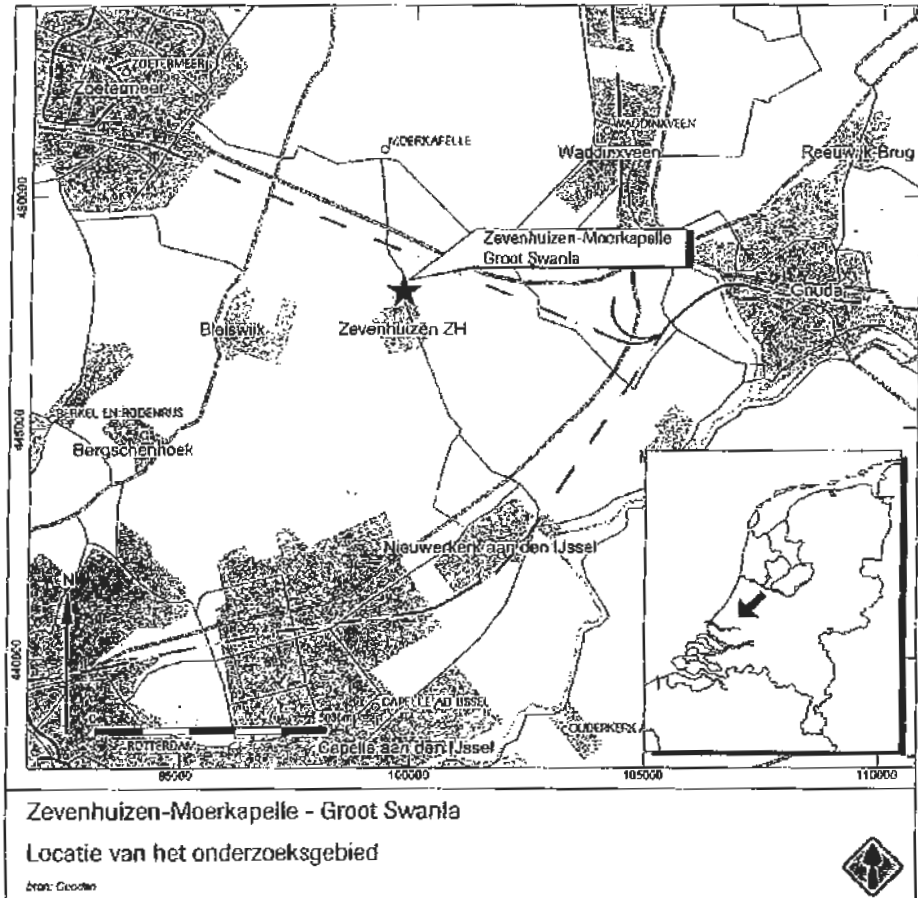 ZOETERMEER
Zoetermeer
MOERKAPELLE
WADDINXVEEN
Waddinxveen
Reeuwijk-Brug
450000
Zevenhuizen-Moerkapelle
Groot Swanla
Gouda
Bleiswijk
Zevenhuizen ZH
BERKEL EN RODENRIJS
445000
Bergschenhoek
Nieuwerkerk aan den IJssel
N
440000
CAPELLE AD IJSSEL
OUDERKERK
ROTTERDAM
Capelle aan den IJssel
95000
100000
105000
110000
Zevenhuizen-Moerkapelle - Groot Swanla
Locatie van het onderzoeksgebied